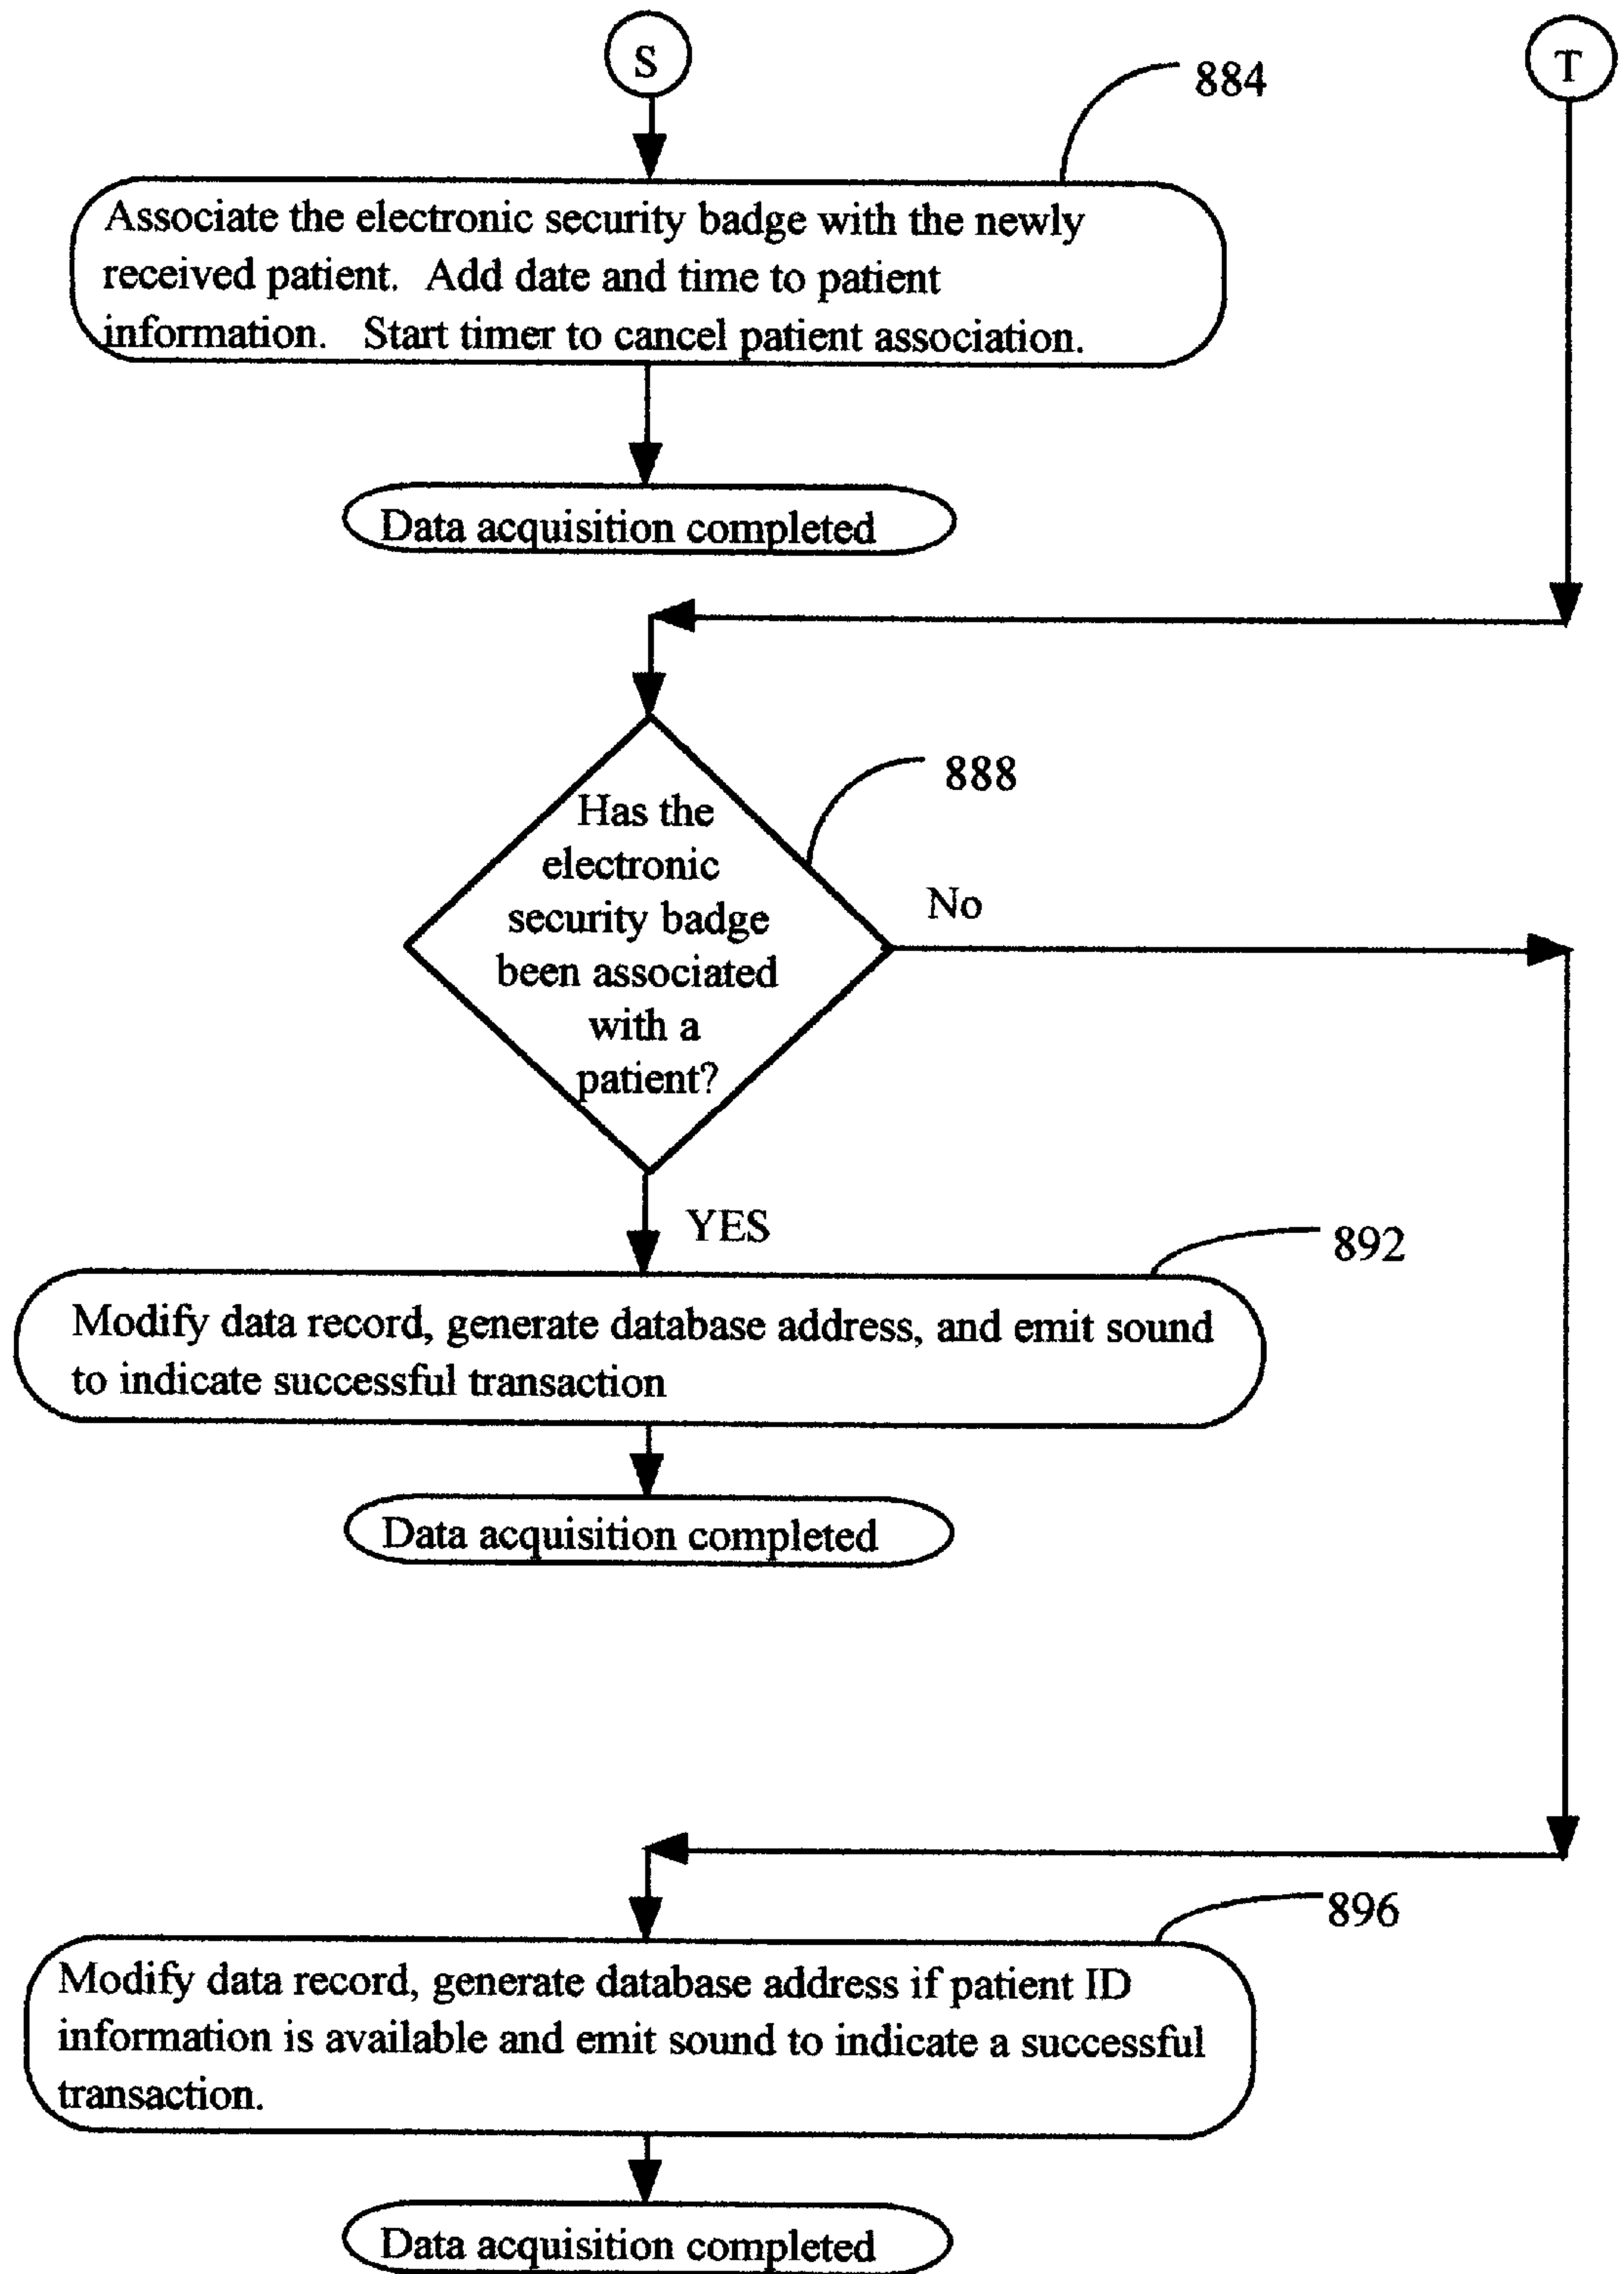 S
T
884
Associate the electronic security badge with the newly
received patient. Add date and time to patient
information. Start timer to cancel patient association.
Data acquisition completed
888
Has the
electronic
security badge
been associated
with a
patient?
No
YES
892
Modify data record, generate database address, and emit sound
to indicate successful transaction
Data acquisition completed
896
Modify data record, generate database address if patient ID
information is available and emit sound to indicate a successful
transaction.
Data acquisition completed